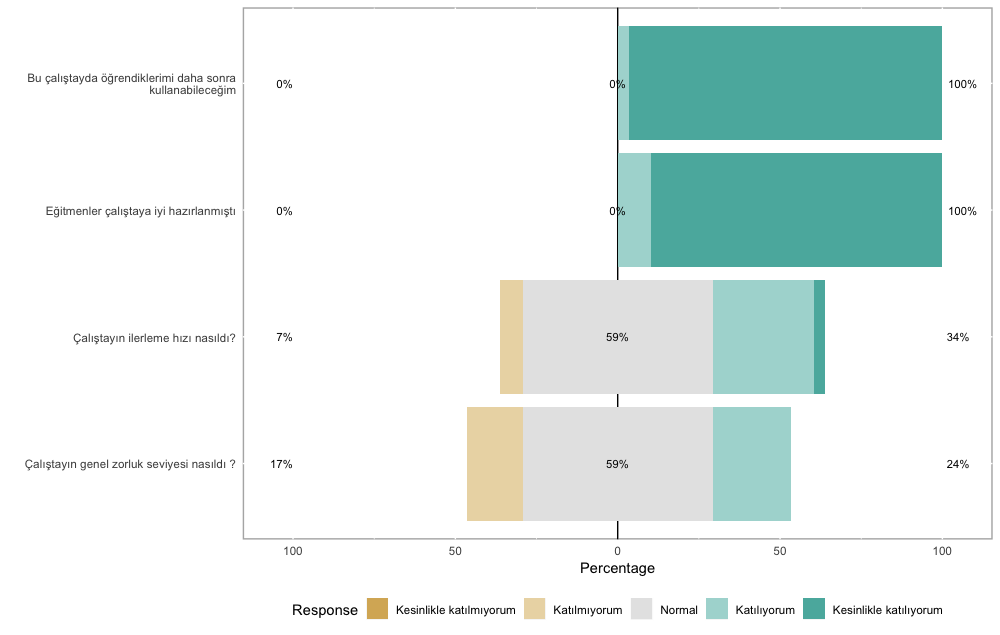 Bu çalıştayda öğrendiklerimi daha sonra
kullanabileceğim
0%
0%
100%
Eğitmenler çalıştaya iyi hazırlanmıştı
0%
0%
100%
Çalıştayın ilerleme hızı nasıldı?
7%
59%
34%
Çalıştayın genel zorluk seviyesi nasıldı ?
17%
59%
24%
100
50
0
50
100
Percentage
Response
Kesinlikle katılmıyorum
Katılmıyorum
Normal
Katılıyorum
Kesinlikle katılıyorum